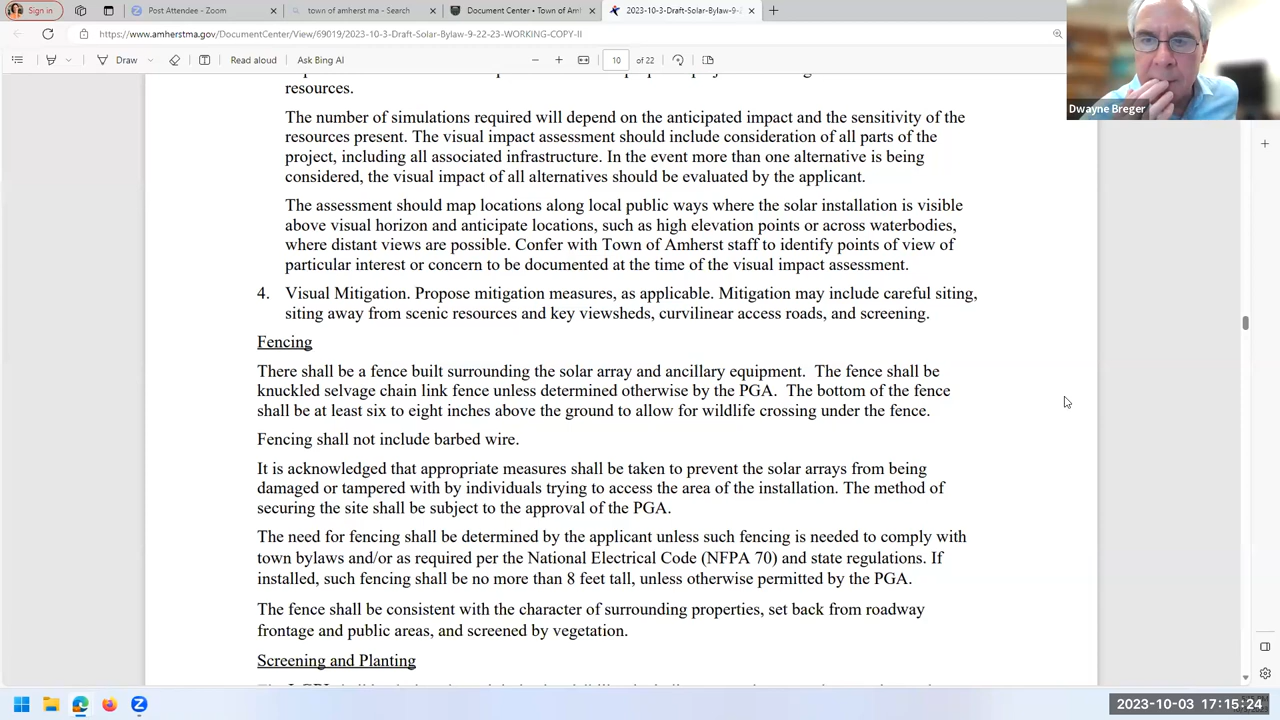 Sign in
Post Attendee - Zoom
town of amherst ma - Search
Document Center • Town of Am
2023-10-3-Draft-Solar-Bylaw-9-2
https://www.amherstma.gov/DocumentCenter/View/69019/2023-10-3-Draft-Solar-Bylaw-9-22-23-WORKING-COPY-II
Draw
Read aloud
Ask Bing AI
10 of 22
Dwayne Breger
resources.
The number of simulations required will depend on the anticipated impact and the sensitivity of the
resources present. The visual impact assessment should include consideration of all parts of the
project, including all associated infrastructure. In the event more than one alternative is being
considered, the visual impact of all alternatives should be evaluated by the applicant.
The assessment should map locations along local public ways where the solar installation is visible
above visual horizon and anticipate locations, such as high elevation points or across waterbodies,
where distant views are possible. Confer with Town of Amherst staff to identify points of view of
particular interest or concern to be documented at the time of the visual impact assessment.
4. Visual Mitigation. Propose mitigation measures, as applicable. Mitigation may include careful siting,
siting away from scenic resources and key viewsheds, curvilinear access roads, and screening.
Fencing
There shall be a fence built surrounding the solar array and ancillary equipment. The fence shall be
knuckled selvage chain link fence unless determined otherwise by the PGA. The bottom of the fence
shall be at least six to eight inches above the ground to allow for wildlife crossing under the fence.
Fencing shall not include barbed wire.
It is acknowledged that appropriate measures shall be taken to prevent the solar arrays from being
damaged or tampered with by individuals trying to access the area of the installation. The method of
securing the site shall be subject to the approval of the PGA.
The need for fencing shall be determined by the applicant unless such fencing is needed to comply with
town bylaws and/or as required per the National Electrical Code (NFPA 70) and state regulations. If
installed, such fencing shall be no more than 8 feet tall, unless otherwise permitted by the PGA.
The fence shall be consistent with the character of surrounding properties, set back from roadway
frontage and public areas, and screened by vegetation.
Screening and Planting
2023-10-03 17:15:24